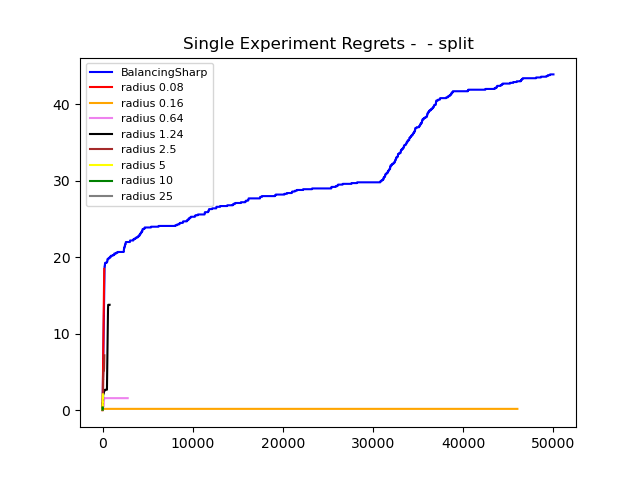 Single Experiment Regrets -  - split
BalancingSharp
radius 0.08
radius 0.16
radius 0.64
radius 1.24
radius 2.5
radius 5
radius 10
radius 25
40
30
20
10
0
0 10000 20000 30000 40000 50000